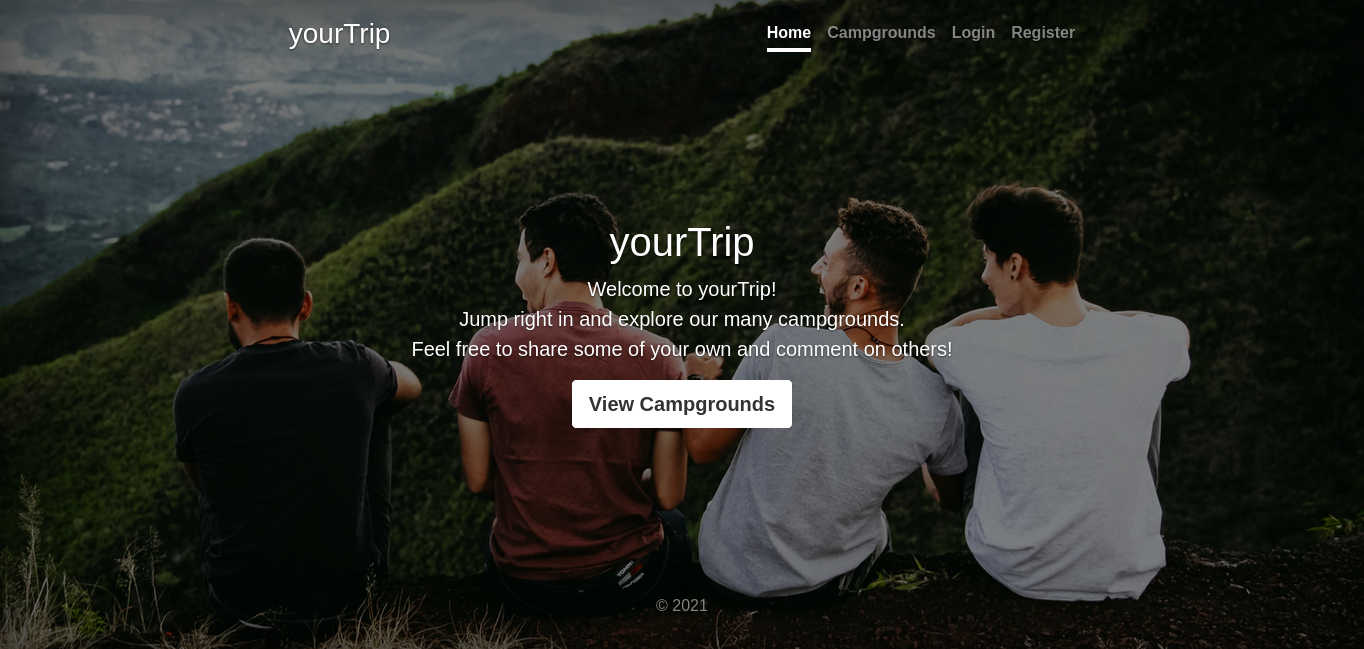 yourTrip
Home Campgrounds Login Register
yourTrip
Welcome to yourTrip!
Jump right in and explore our many campgrounds.
Feel free to share some of your own and comment on others!
View Campgrounds
© 2021